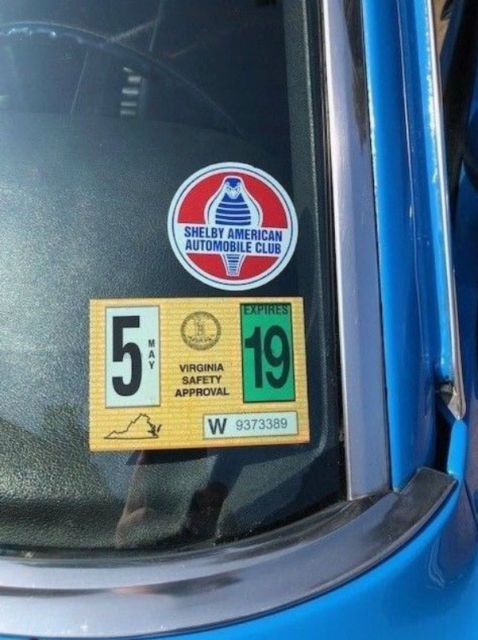 SHELBY AMERICAN
AUTOMOBILE CLUB
5
MAY
VIRGINIA
SAFETY
APPROVAL
EXPIRES
19
W 9373389